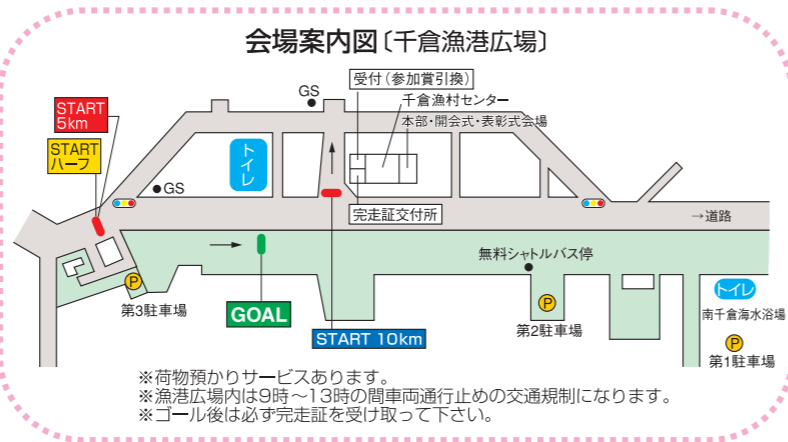 会場案内図〔千倉漁港広場〕
受付(参加賞引換)
GS
千倉漁村センター
START
5km
本部・開会式・表彰式会場
START
ハーフ
トイレ
GS
完走証交付所
→道路
無料シャトルバス停
P
第3駐車場
GOAL
START 10km
P
第2駐車場
トイレ
南千倉海水浴場
P
第1駐車場
※荷物預かりサービスあります。
※漁港広場内は9時〜13時の間車両通行止めの交通規制になります。
※ゴール後は必ず完走証を受け取って下さい。